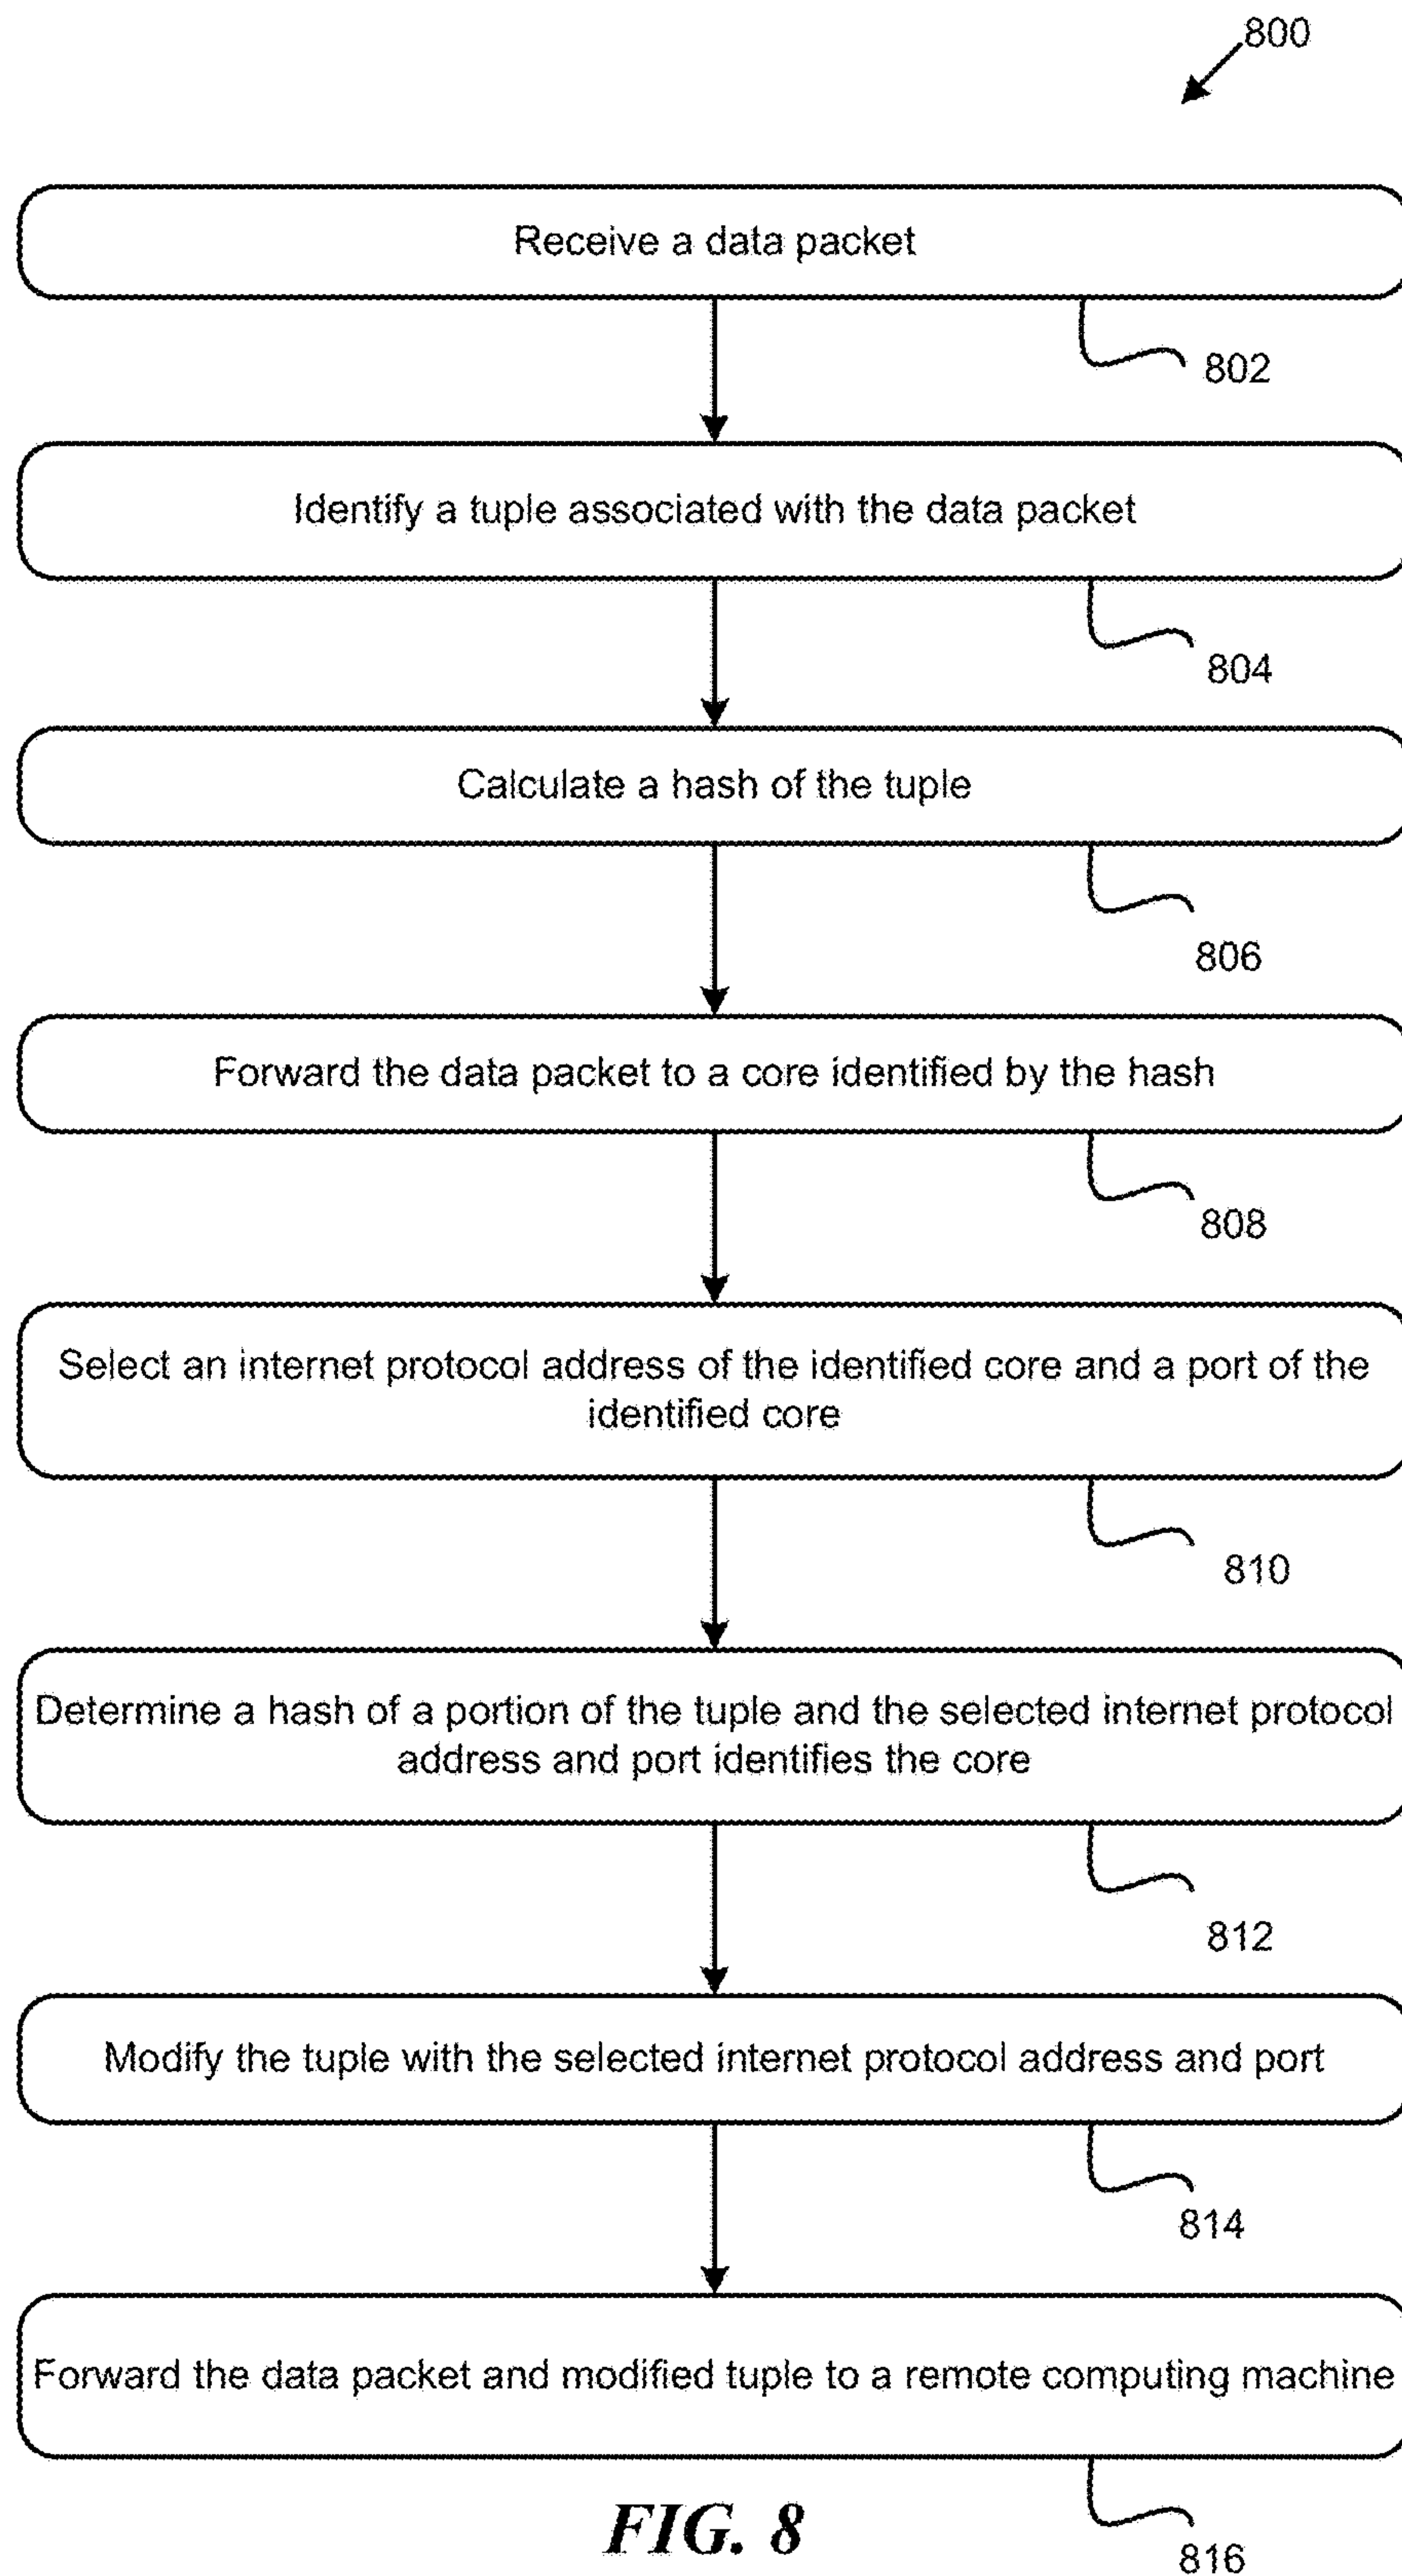 800
Receive a data packet
802
Identify a tuple associated with the data packet
804
Calculate a hash of the tuple
806
Forward the data packet to a core identified by the hash
808
Select an internet protocol address of the identified core and a port of the
identified core
810
Determine a hash of a portion of the tuple and the selected internet protocol
address and port identifies the core
812
Modify the tuple with the selected internet protocol address and port
814
Forward the data packet and modified tuple to a remote computing machine
816
FIG. 8